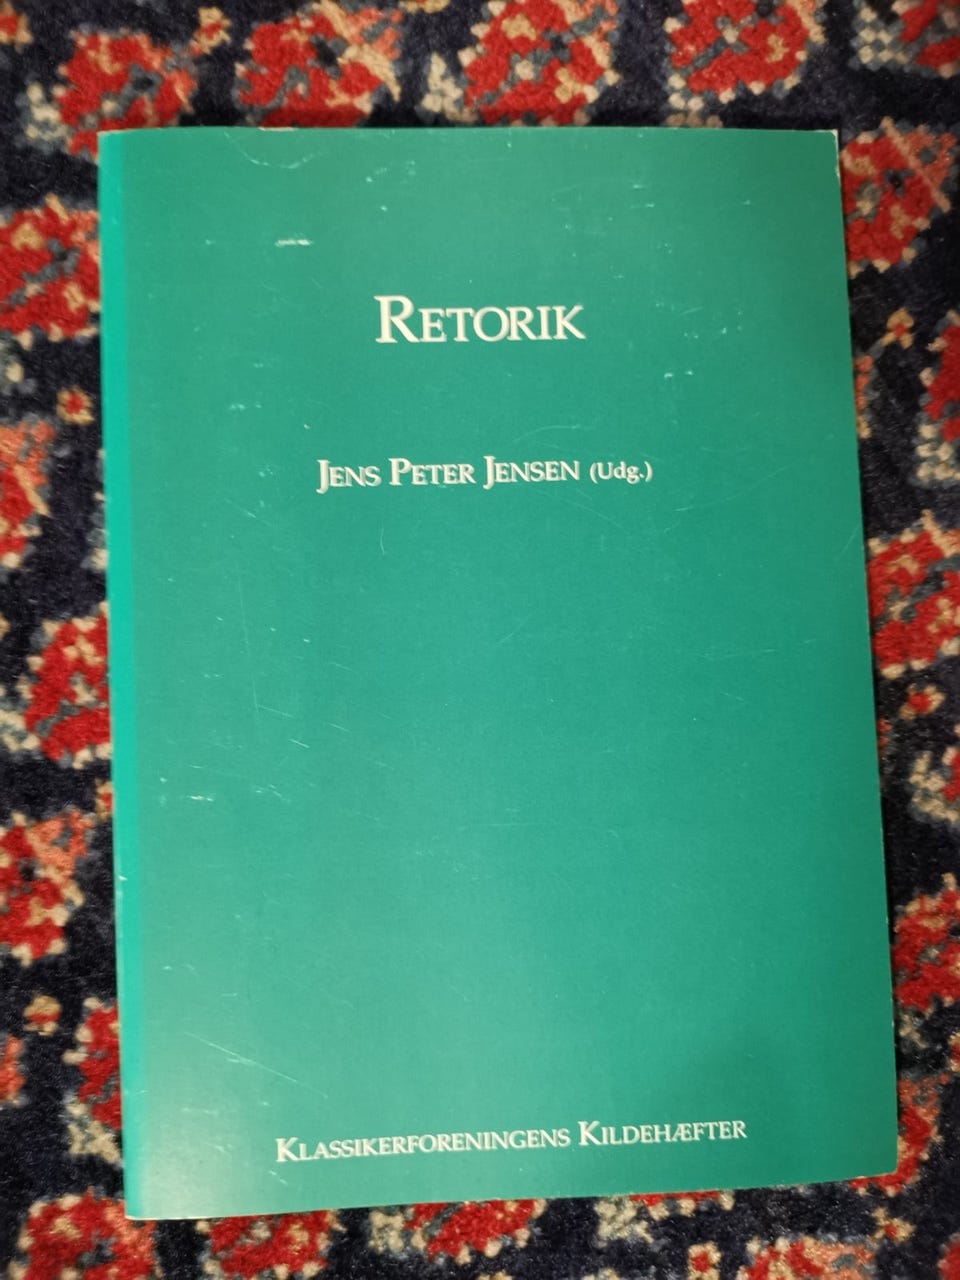 RETORIK
JENS PETER JENSEN (Udg.)
KLASSIKERFORENINGENS KILDEHÆFTER